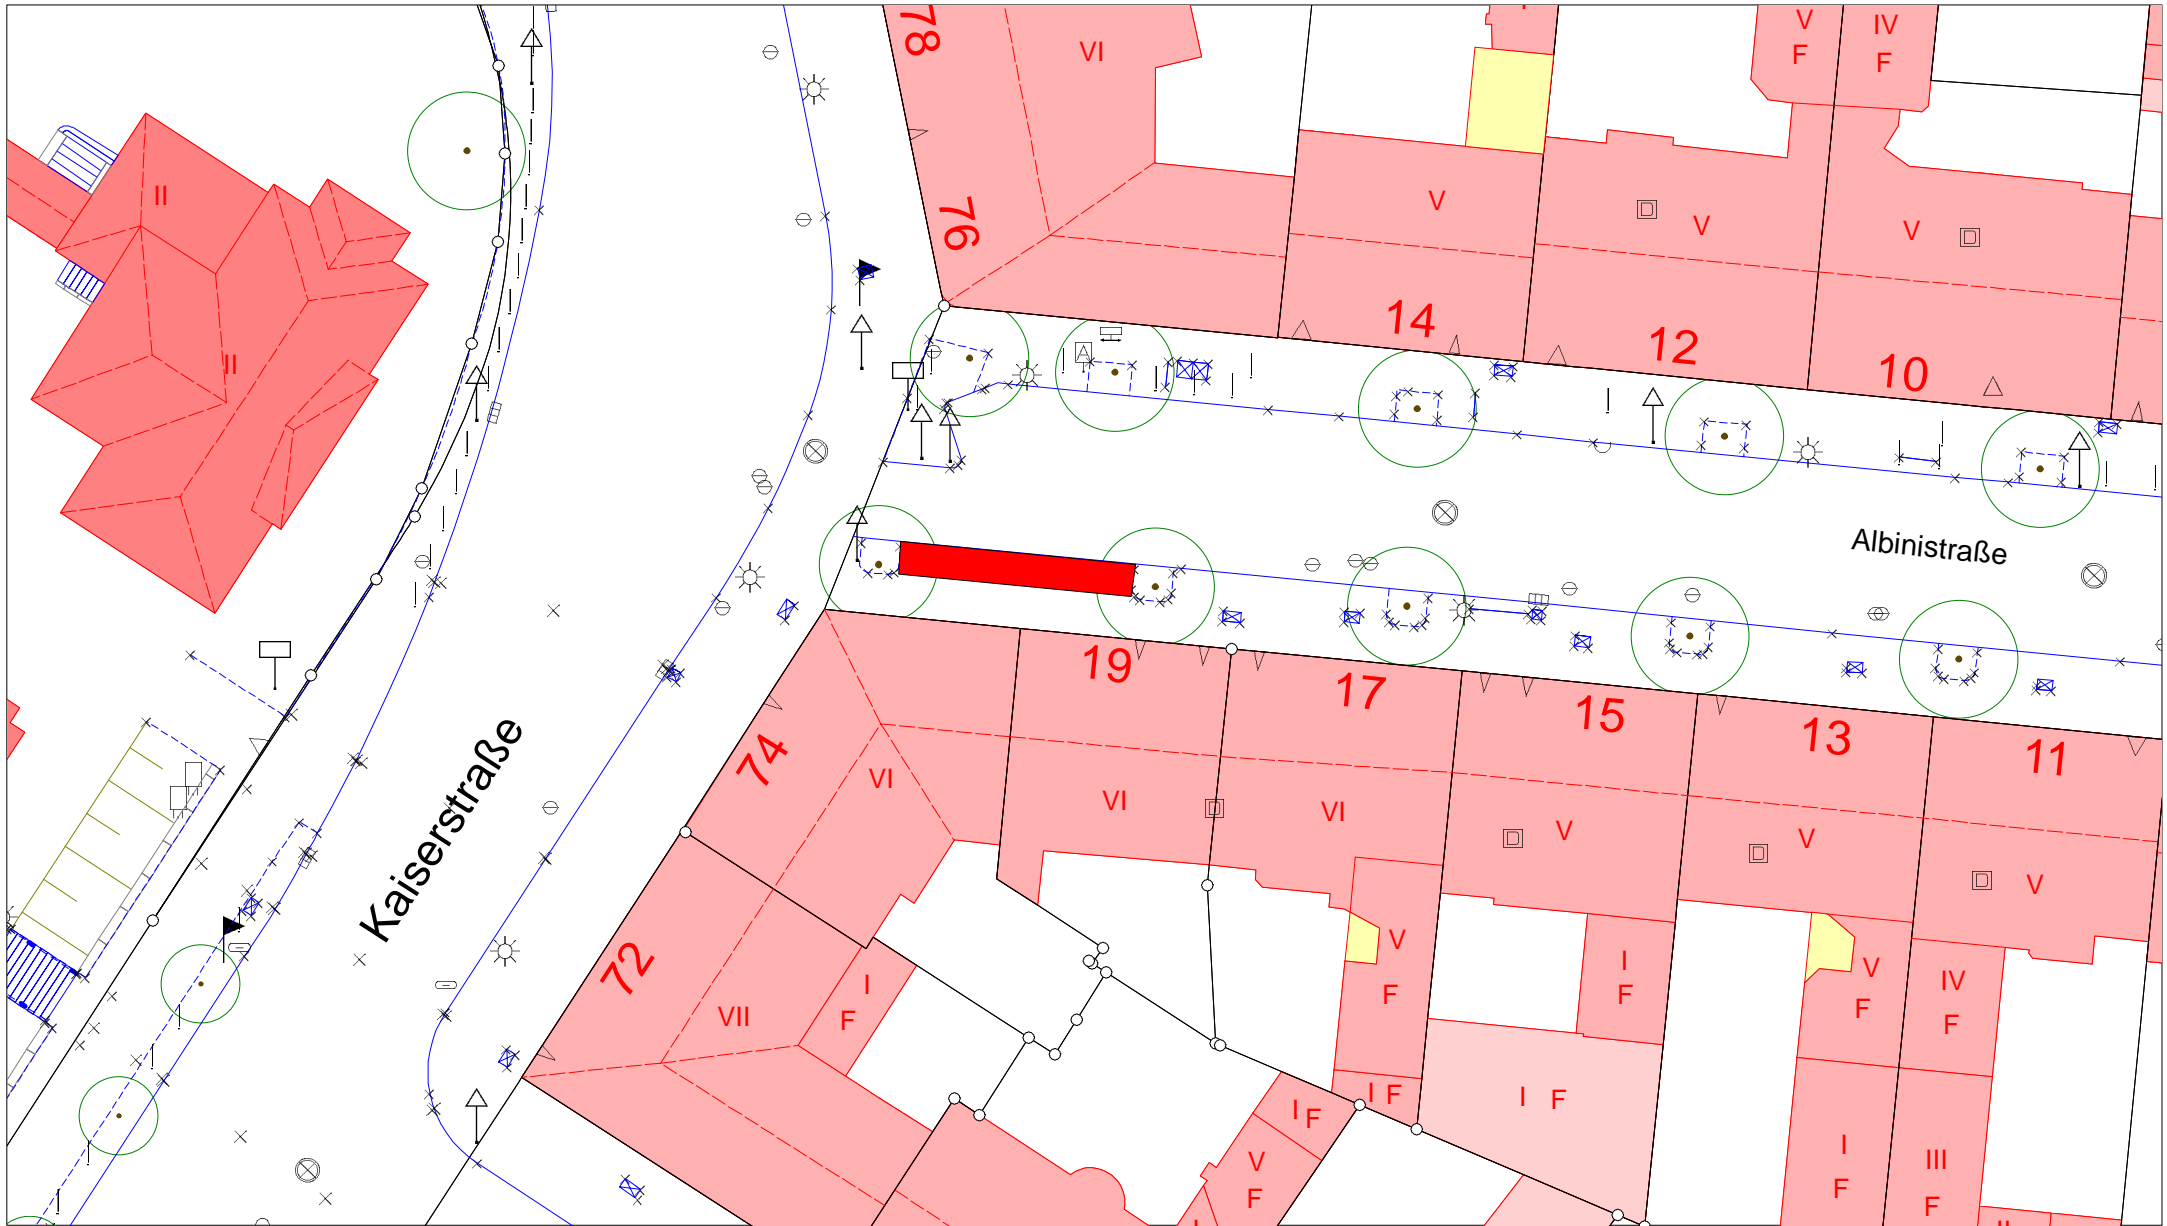 78
VI
V
F
IV
F
II
76
V
V
V
D
D
14
12
10
A
II
Albinistraße
19
17
15
13
11
74
VI
VI
VI
V
V
V
D
D
D
D
Kaiserstraße
72
VII
I
F
V
F
I
F
V
F
IV
F
I F
I F
I F
V
F
I
F
III
F